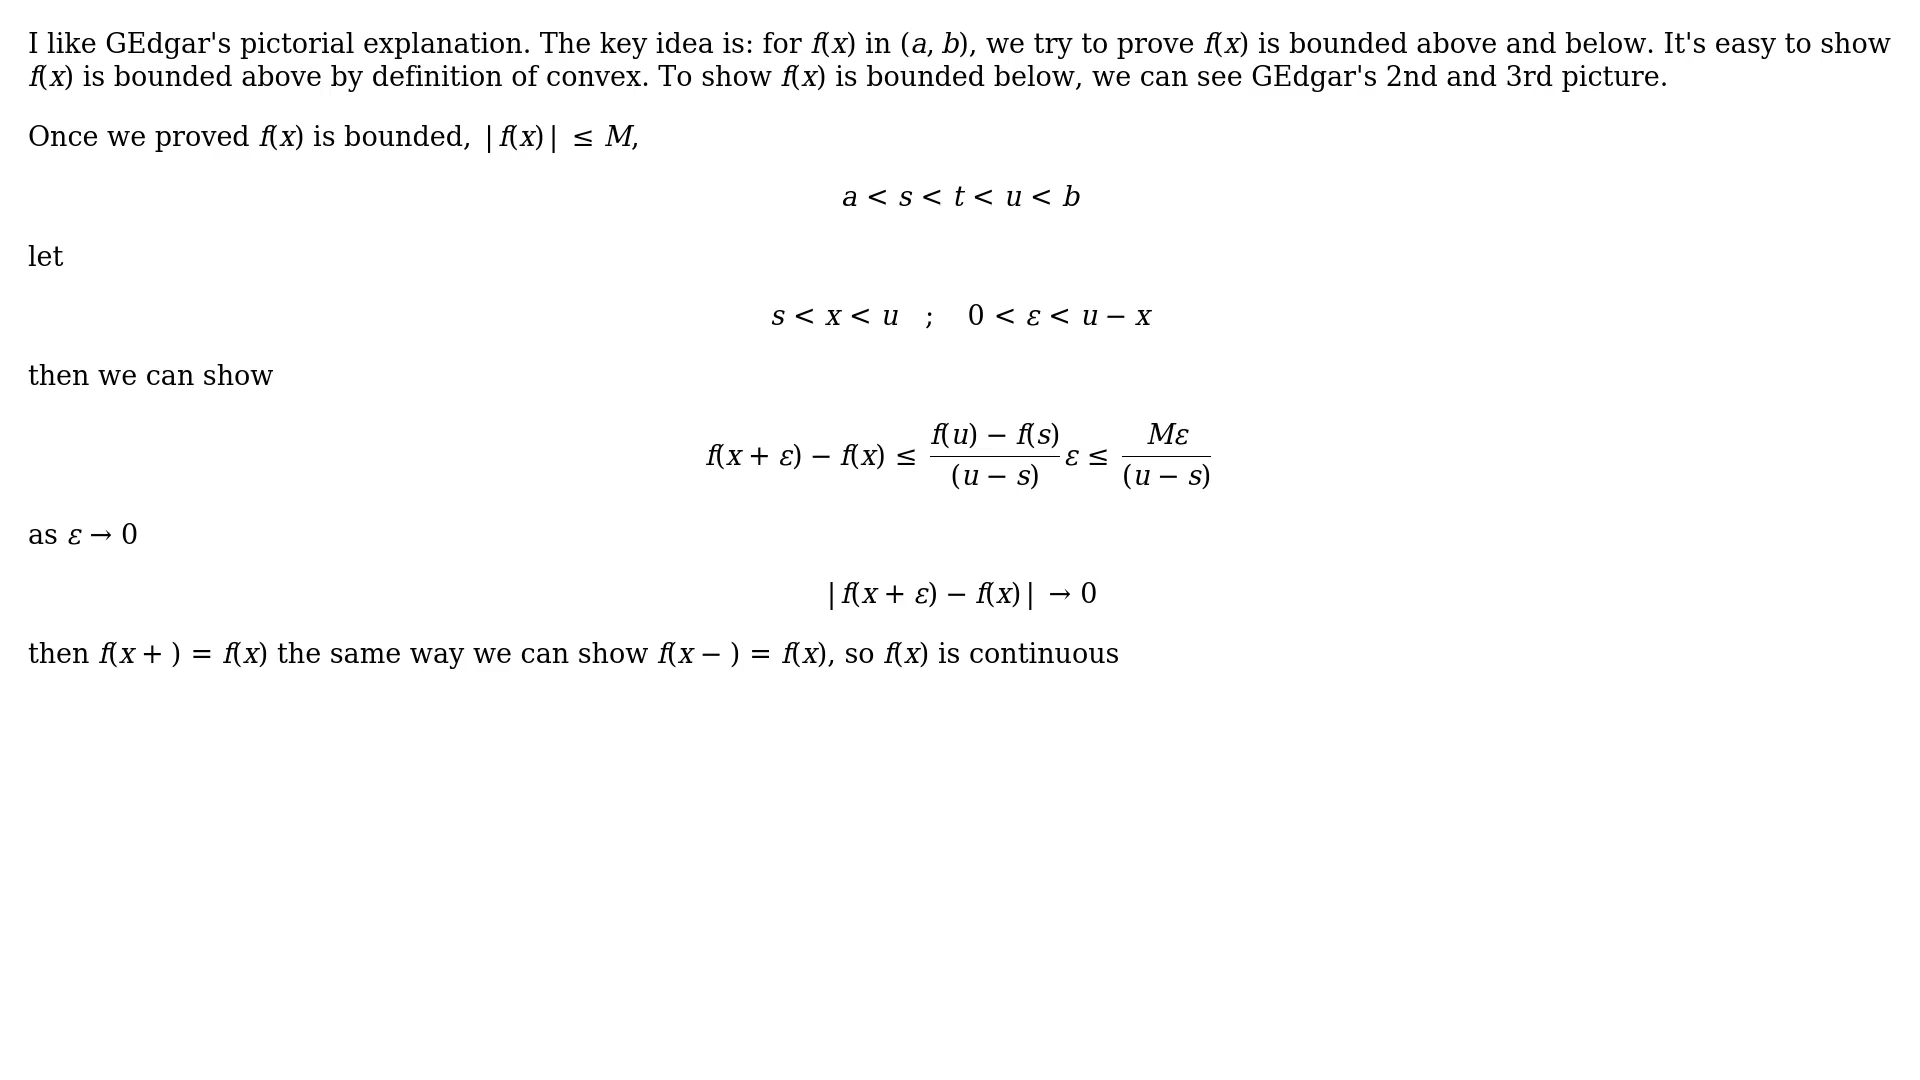 I like GEdgar's pictorial explanation. The key idea is: for f(x) in (a, b), we try to prove f(x) is bounded above and below. It's easy to show
f(x) is bounded above by definition of convex. To show f(x) is bounded below, we can see GEdgar's 2nd and 3rd picture.
Once we proved f(x) is bounded, |f(x)| ≤ M,
a < s < t < u < b
let
s < x < u ; 0 < ε < u − x
then we can show
f(x + ε) − f(x) ≤ \frac{f(u) − f(s)}{(u − s)} ε ≤ \frac{Mε}{(u − s)}
as ε → 0
|f(x + ε) − f(x)| → 0
then f(x + ) = f(x) the same way we can show f(x − ) = f(x), so f(x) is continuous